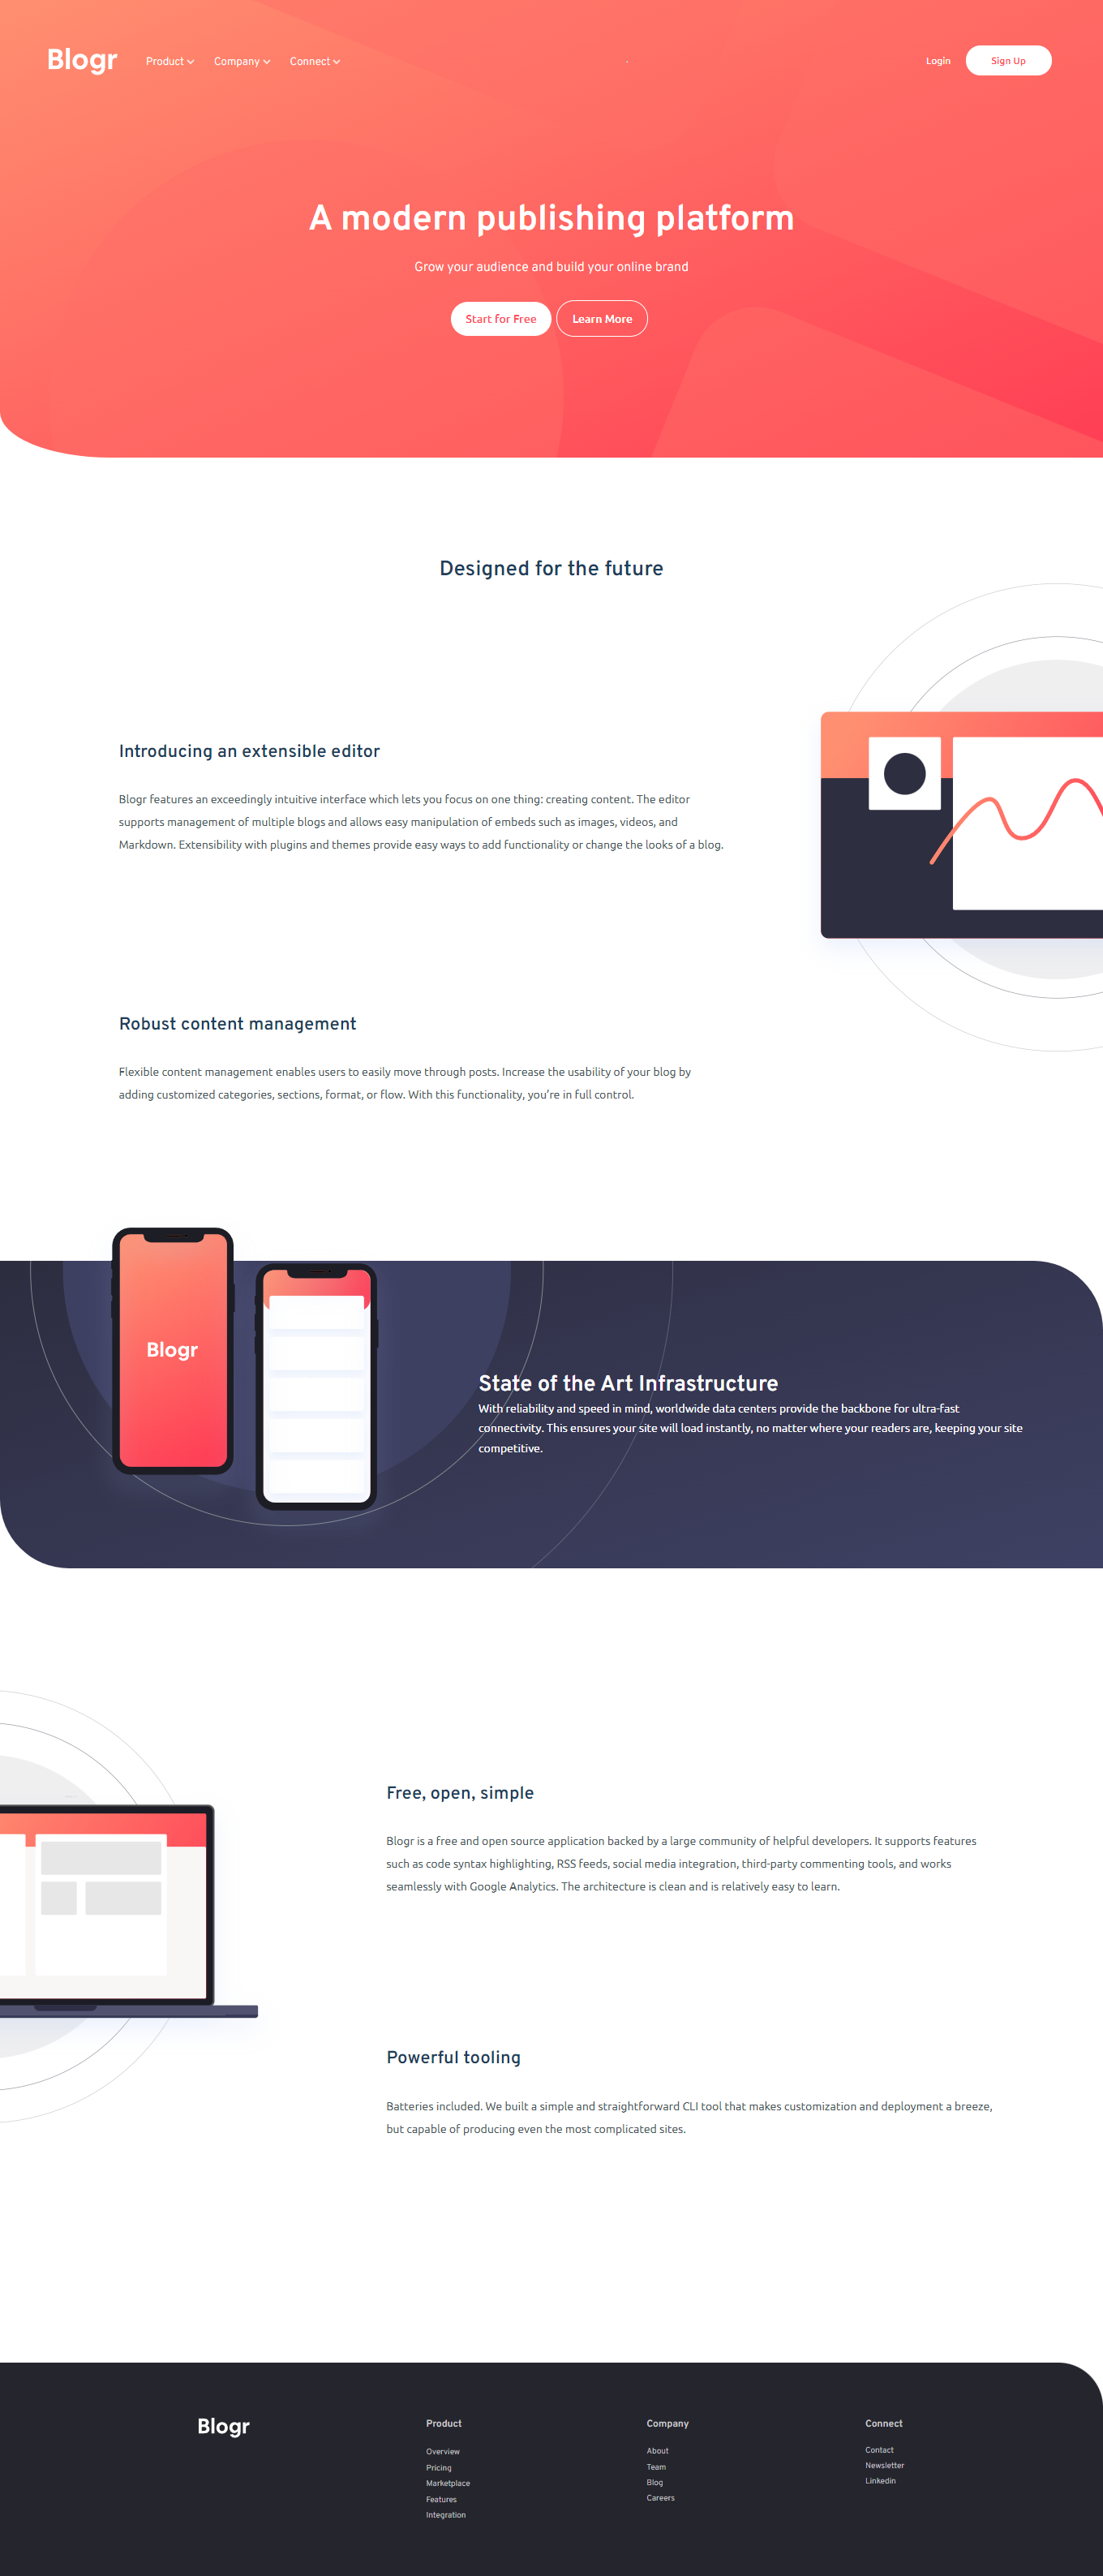 Blogr Product Company Connect Login Sign Up
A modern publishing platform
Grow your audience and build your online brand
Start for Free Learn More
Designed for the future
Introducing an extensible editor
Blogr features an exceedingly intuitive interface which lets you focus on one thing: creating content. The editor
supports management of multiple blogs and allows easy manipulation of embeds such as images, videos, and
Markdown. Extensibility with plugins and themes provide easy ways to add functionality or change the looks of a blog.
Robust content management
Flexible content management enables users to easily move through posts. Increase the usability of your blog by
adding customized categories, sections, format, or flow. With this functionality, you’re in full control.
Blogr
State of the Art Infrastructure
With reliability and speed in mind, worldwide data centers provide the backbone for ultra-fast
connectivity. This ensures your site will load instantly, no matter where your readers are, keeping your site
competitive.
Free, open, simple
Blogr is a free and open source application backed by a large community of helpful developers. It supports features
such as code syntax highlighting, RSS feeds, social media integration, third-party commenting tools, and works
seamlessly with Google Analytics. The architecture is clean and is relatively easy to learn.
Powerful tooling
Batteries included. We built a simple and straightforward CLI tool that makes customization and deployment a breeze,
but capable of producing even the most complicated sites.
Blogr
Product
Overview
Pricing
Marketplace
Features
Integration
Company
About
Team
Blog
Careers
Connect
Contact
Newsletter
Linkedin